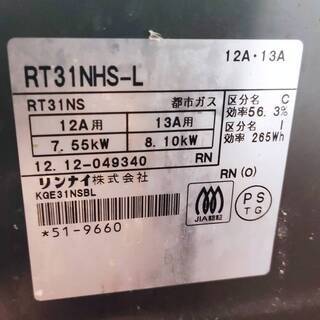 12A・13A
RT31NHS-L
RT31NS 都市ガス
12A用 13A用
7.55kW 8.10kW
区分名 C
効率56.3%
区分名 I
効率 265Wh
12.12-049340 RN
リンナイ株式会社
RN (O)
KGE31NSBL
JIA認証
PS
TG
*51-9660